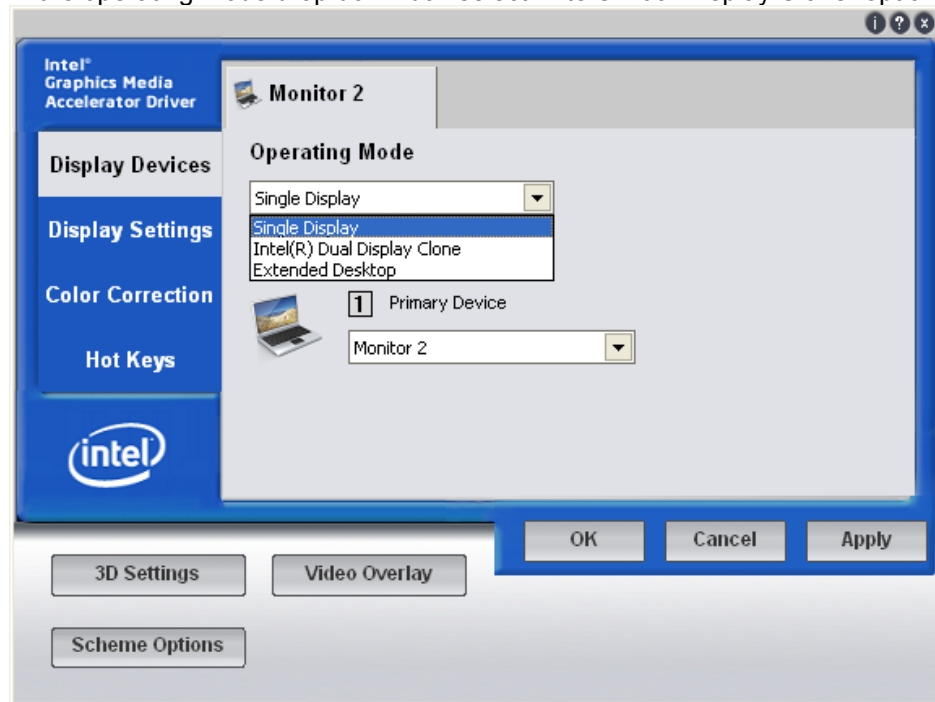 Intel®
Graphics Media
Accelerator Driver
Monitor 2
Display Devices
Display Settings
Color Correction
Hot Keys
intel
Operating Mode
Single Display
Single Display
Intel(R) Dual Display Clone
Extended Desktop
1 Primary Device
Monitor 2
OK Cancel Apply
3D Settings Video Overlay
Scheme Options